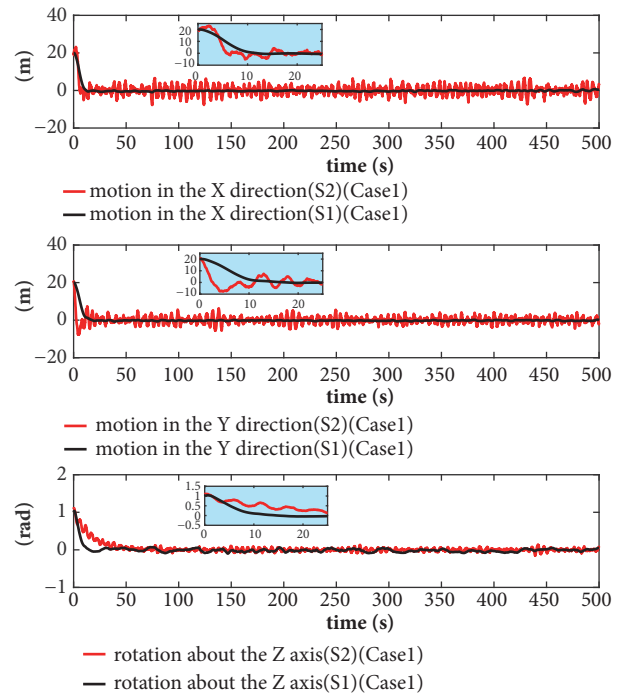 40
20
0
−20
(m)
20
10
0
−10
0 10 20
0 50 100 150 200 250 300 350 400 450 500
time (s)
motion in the X direction(S2)(Case1)
motion in the X direction(S1)(Case1)
40
20
0
−20
(m)
20
10
0
−10
0 10 20
0 50 100 150 200 250 300 350 400 450 500
time (s)
motion in the Y direction(S2)(Case1)
motion in the Y direction(S1)(Case1)
2
1
0
−1
(rad)
1.5
1
0.5
0
−0.5
0 10 20
0 50 100 150 200 250 300 350 400 450 500
time (s)
rotation about the Z axis(S2)(Case1)
rotation about the Z axis(S1)(Case1)